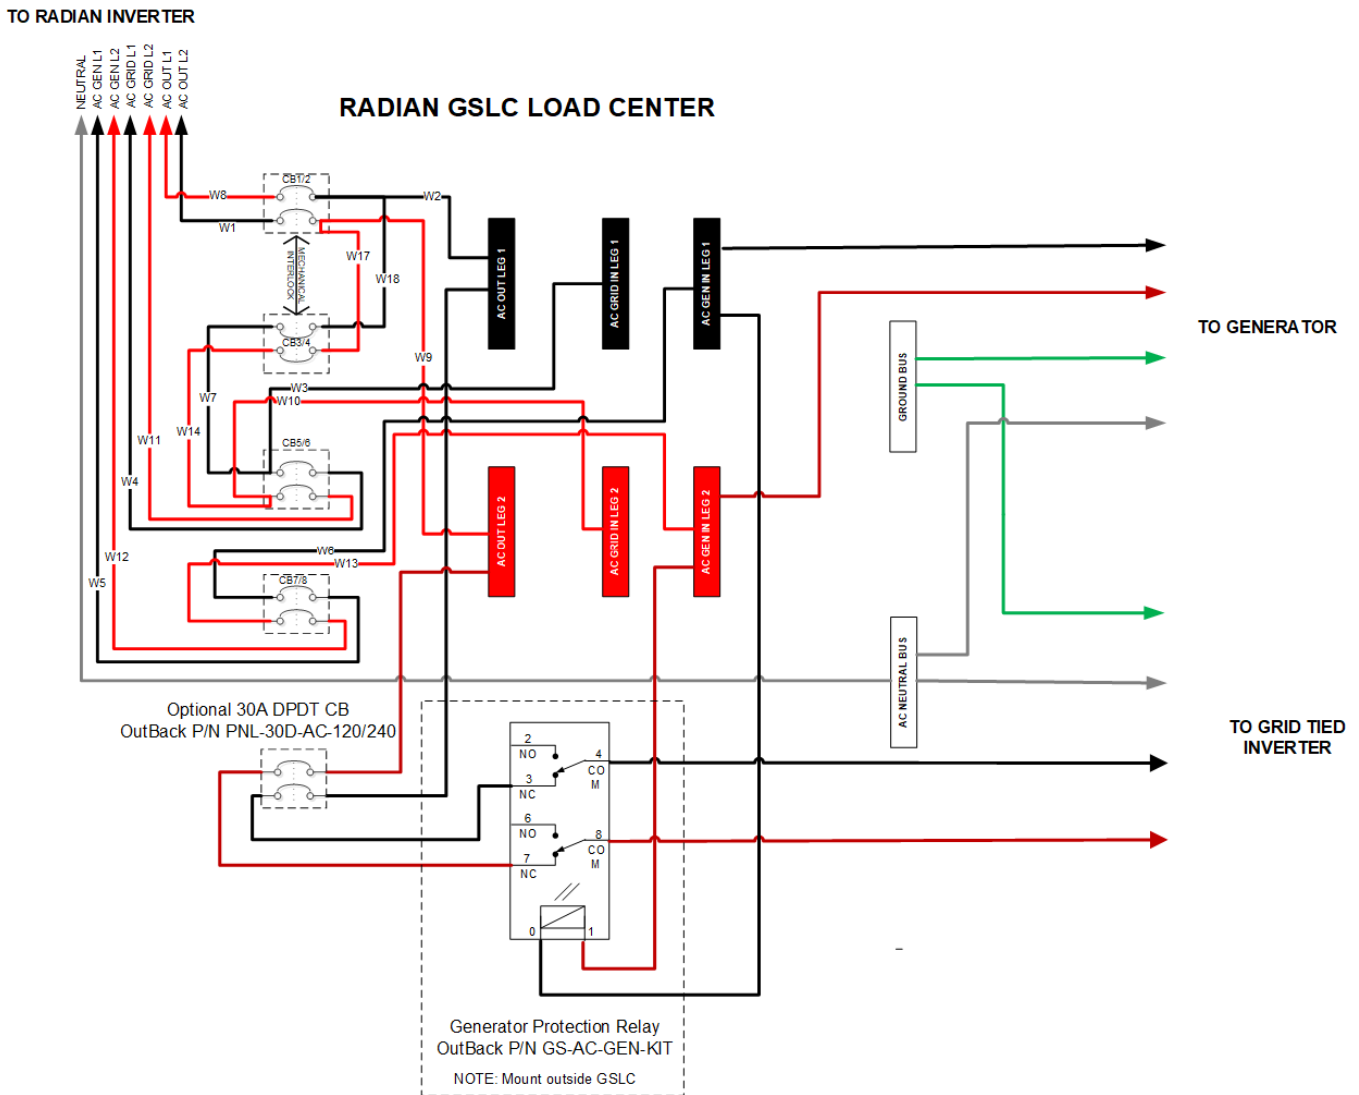 TO RADIAN INVERTER
NEUTRAL
AC GEN L1
AC GEN L2
AC GRID L1
AC GRID L2
AC OUT L1
AC OUT L2
RADIAN GSLC LOAD CENTER
CB1/2
W8
W2
W1
MECHANICAL
INTERLOCK
W17
W18
AC OUT LEG 1
AC GRID IN LEG 1
AC GEN IN LEG 1
TO GENERATOR
CB3/4
W9
GROUND BUS
W3
W7
W10
W14
W11
CB5/6
W4
AC OUT LEG 2
AC GRID IN LEG 2
AC GEN IN LEG 2
W6
W12
W13
W5
CB7/8
AC NEUTRAL BUS
Optional 30A DPDT CB
OutBack P/N PNL-30D-AC-120/240
TO GRID TIED
INVERTER
2
NO
4
CO
M
3
NC
6
NO
8
CO
M
7
NC
0
1
Generator Protection Relay
OutBack P/N GS-AC-GEN-KIT
NOTE: Mount outside GSLC